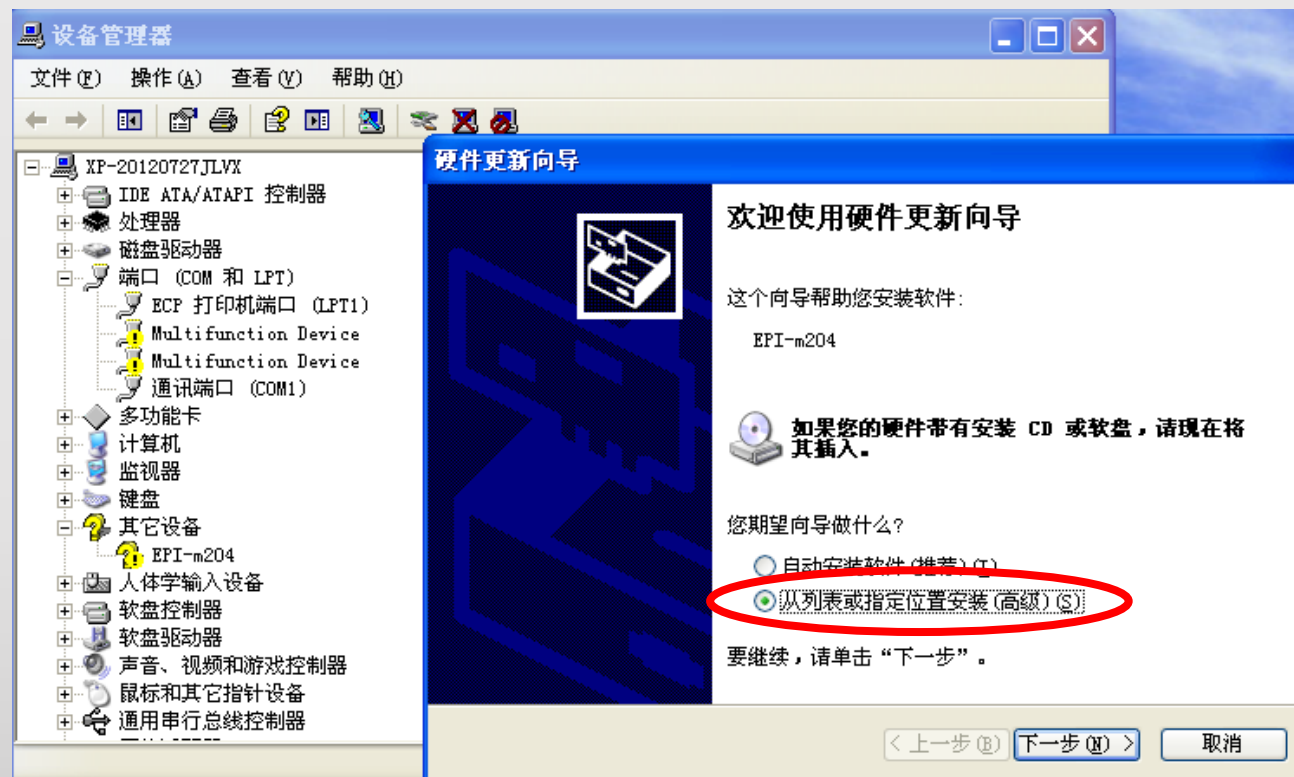 设备管理器
文件(F) 操作(A) 查看(V) 帮助(H)
XP-20120727JLVX
IDE ATA/ATAPI 控制器
处理器
磁盘驱动器
端口 (COM 和 LPT)
ECP 打印机端口 (LPT1)
Multifunction Device
Multifunction Device
通讯端口 (COM1)
多功能卡
计算机
监视器
键盘
其它设备
EPI-m204
人体学输入设备
软盘控制器
软盘驱动器
声音、视频和游戏控制器
鼠标和其它指针设备
通用串行总线控制器
硬件更新向导
欢迎使用硬件更新向导
这个向导帮助您安装软件:
EPI-m204
如果您的硬件带有安装 CD 或软盘，请现在将
其插入。
您期望向导做什么?
自动安装软件(推荐)(I)
从列表或指定位置安装(高级)(S)
要继续，请单击“下一步”。
< 上一步(B) 下一步(N) > 取消